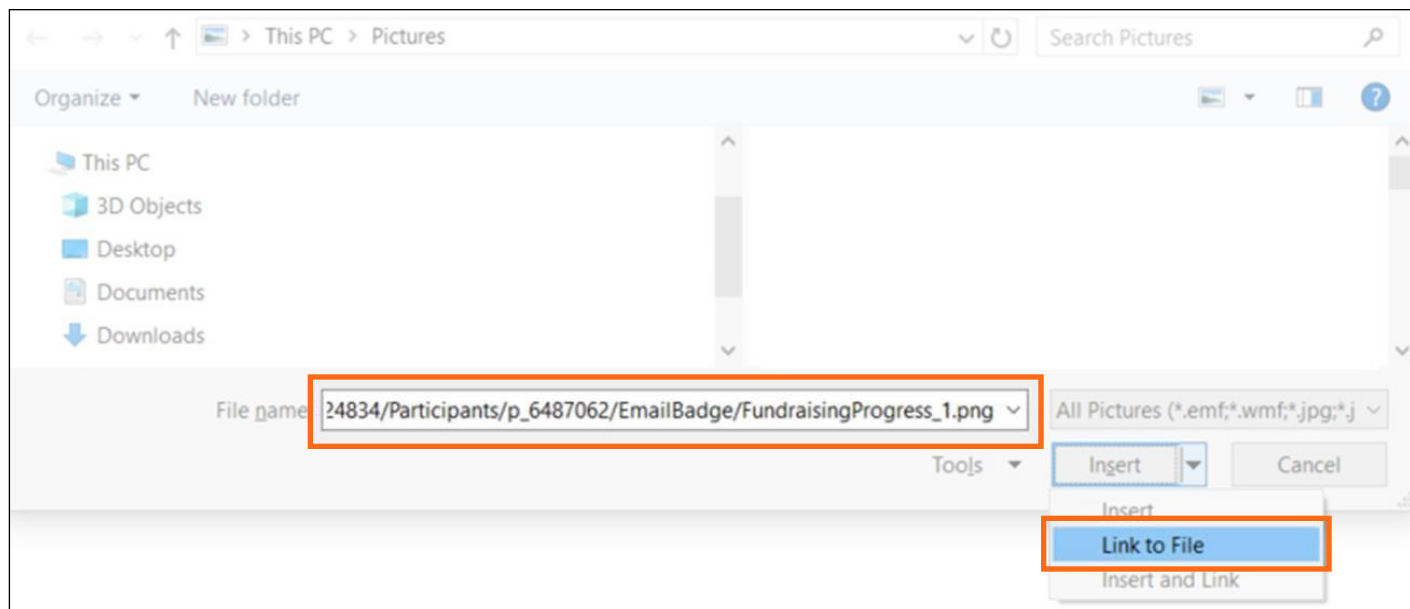 This PC > Pictures
Search Pictures
Organize
New folder
?
This PC
3D Objects
Desktop
Documents
Downloads
File name
24834/Participants/p_6487062/EmailBadge/FundraisingProgress_1.png
All Pictures (*.emf;*.wmf;*.jpg;*.j
Tools
Insert
Cancel
Insert
Link to File
Insert and Link